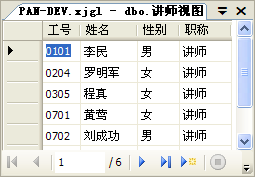 PAN-DEV.xjgl - dbo.讲师视图
工号 姓名 性别 职称
0101 李民 男 讲师
0204 罗明军 女 讲师
0305 程真 女 讲师
0701 黄莺 女 讲师
0702 刘成功 男 讲师
1 / 6